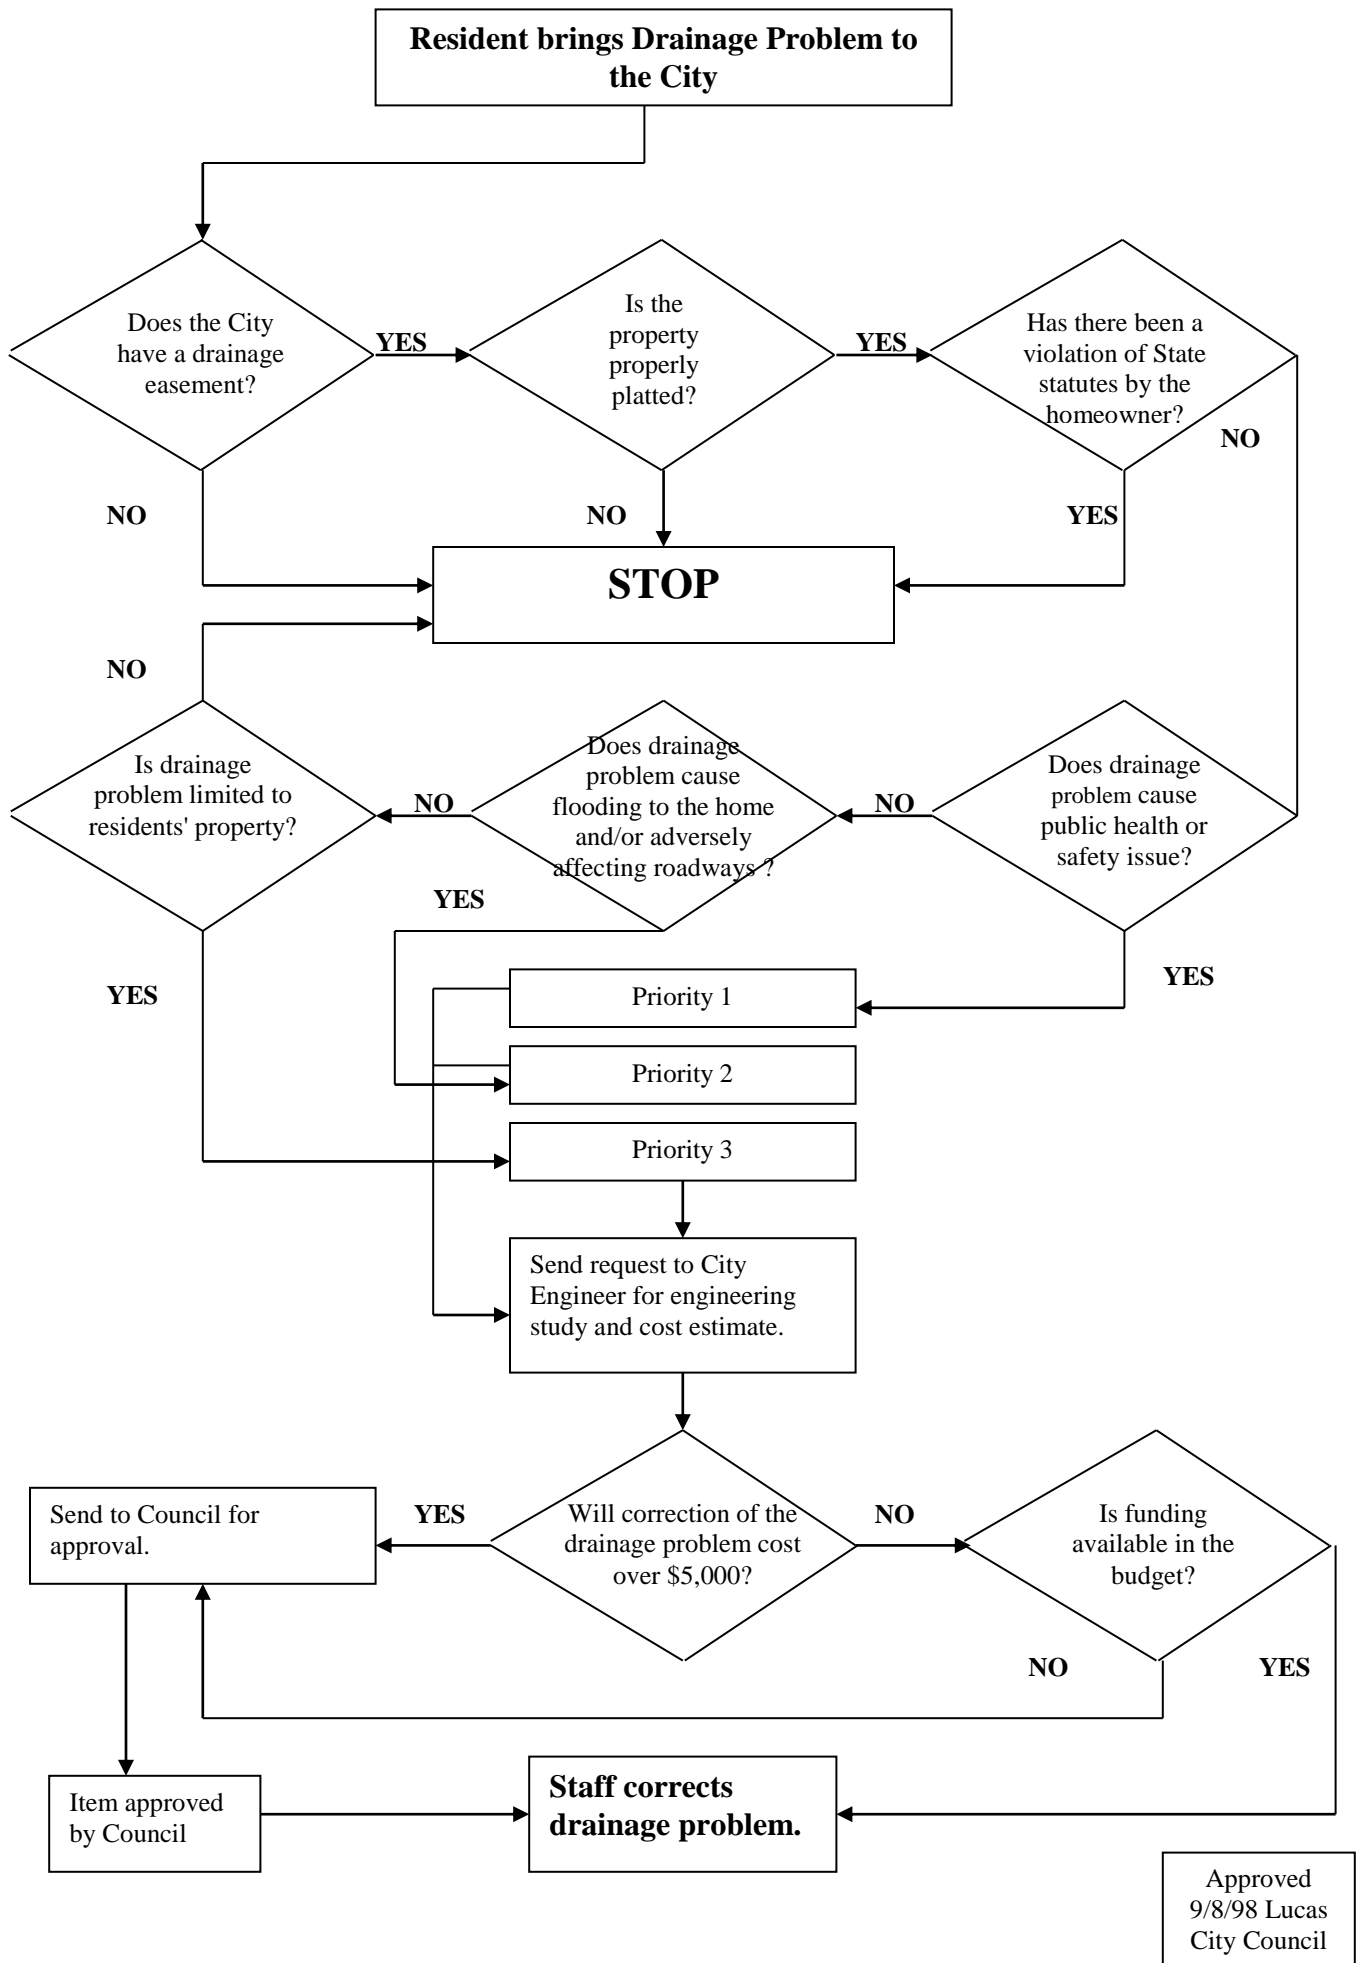 Resident brings Drainage Problem to
the City
Does the City
have a drainage
easement?
YES
Is the
property
properly
platted?
YES
Has there been a
violation of State
statutes by the
homeowner?
NO
NO
NO
YES
STOP
NO
Is drainage
problem limited to
residents' property?
NO
Does drainage
problem cause
flooding to the home
and/or adversely
affecting roadways ?
NO
Does drainage
problem cause
public health or
safety issue?
YES
YES
YES
Priority 1
Priority 2
Priority 3
Send request to City
Engineer for engineering
study and cost estimate.
Send to Council for
approval.
YES
Will correction of the
drainage problem cost
over $5,000?
NO
Is funding
available in the
budget?
NO
YES
Item approved
by Council
Staff corrects
drainage problem.
Approved
9/8/98 Lucas
City Council